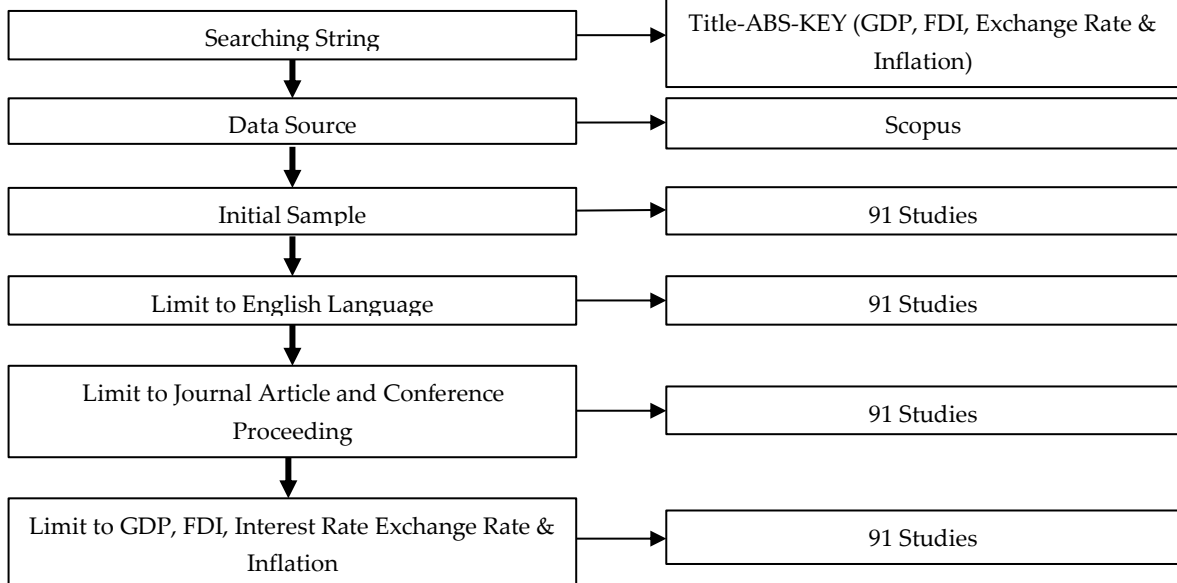 Searching String
Title-ABS-KEY (GDP, FDI, Exchange Rate &
Inflation)
Data Source
Scopus
Initial Sample
91 Studies
Limit to English Language
91 Studies
Limit to Journal Article and Conference
Proceeding
91 Studies
Limit to GDP, FDI, Interest Rate Exchange Rate &
Inflation
91 Studies